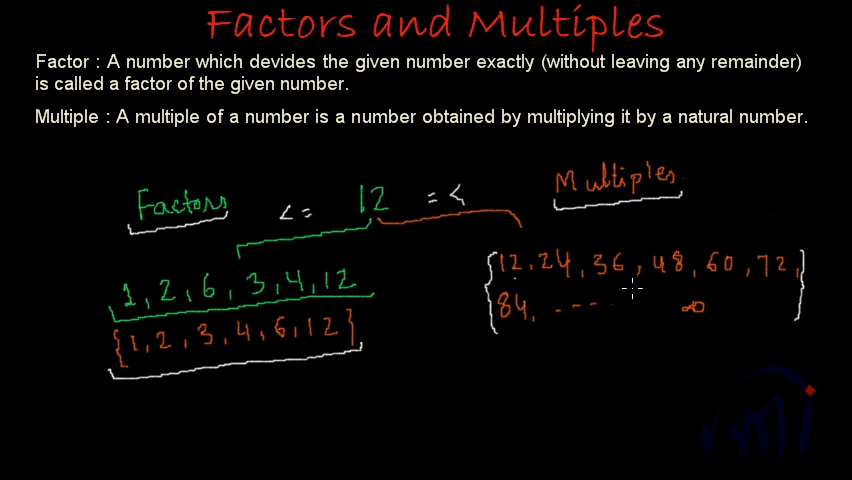 Factors and Multiples
Factor : A number which devides the given number exactly (without leaving any remainder)
is called a factor of the given number.
Multiple : A multiple of a number is a number obtained by multiplying it by a natural number.
Factors <= 12 =< Multiples
1, 2, 6, 3, 4, 12
{1, 2, 3, 4, 6, 12}
{12, 24, 36, 48, 60, 72,
84, ---- ∞}
rmi